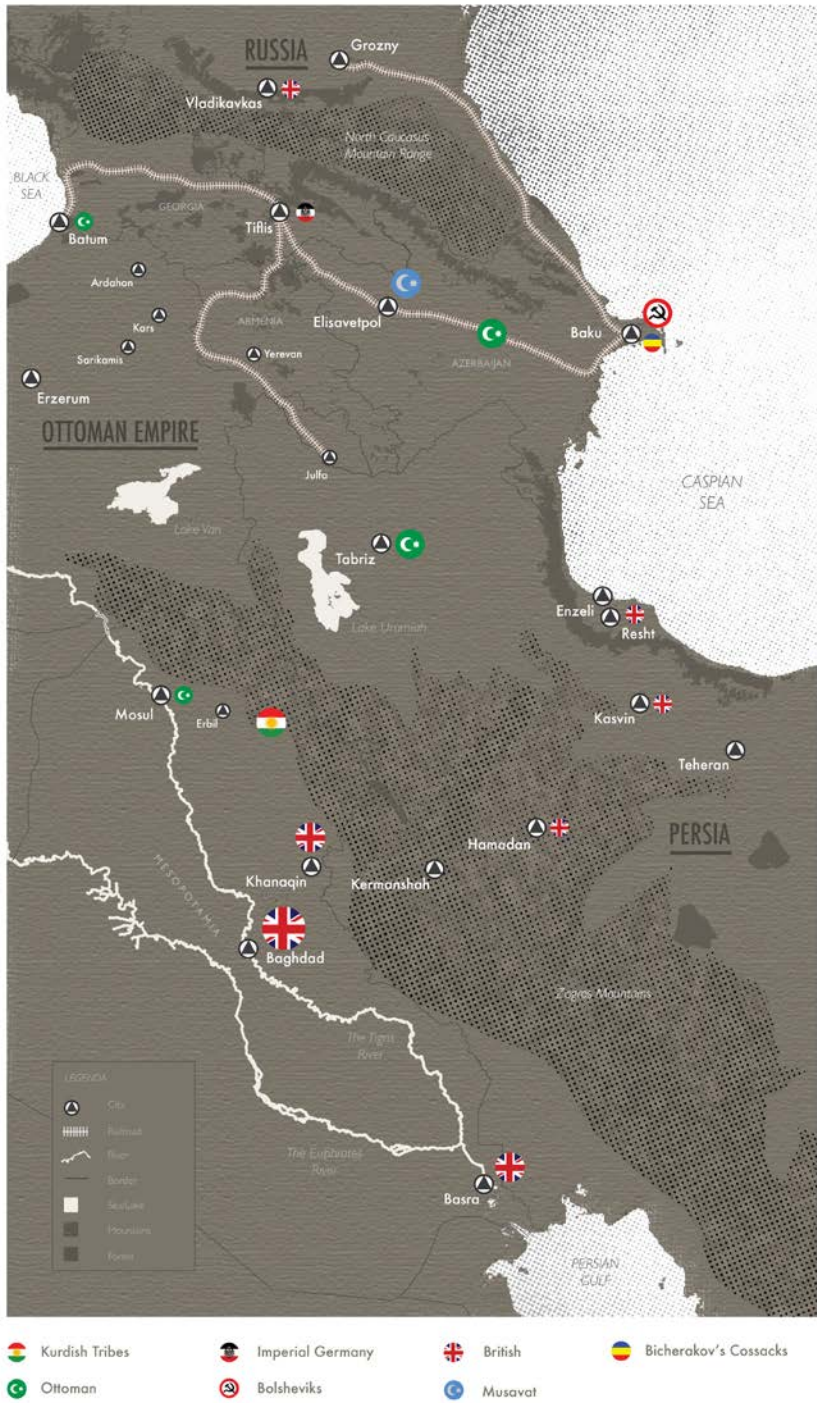 RUSSIA
Grozny
Vladikavkas
North Caucasus
Mountain Range
BLACK
SEA
GEORGIA
Batum
Tiflis
Ardahan
Kars
ARMENIA
Elisavetpol
Baku
Sarikamis
Yerevan
AZERBAIJAN
Erzerum
OTTOMAN EMPIRE
Julfa
CASPIAN
SEA
Lake Van
Tabriz
Enzeli
Resht
Lake Uromiah
Mosul
Erbil
Kasvin
Teheran
Hamadan
PERSIA
Khanaqin
Kermanshah
MESOPOTAMIA
Baghdad
Zagros Mountains
The Tigris
River
LEGENDA
City
Railroad
River
Border
Sea/Lake
Mountains
Forest
The Euphrates
River
Basra
PERSIAN
GULF
Kurdish Tribes
Imperial Germany
British
Bicherakov's Cossacks
Ottoman
Bolsheviks
Musavat